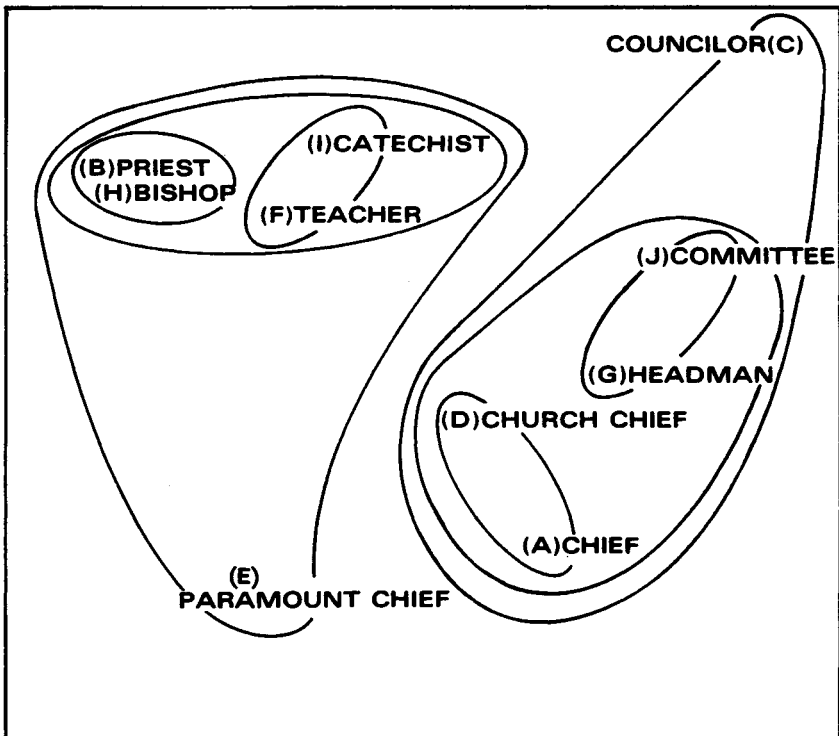 COUNCILOR(C)
(I)CATECHIST
(B)PRIEST
(H)BISHOP
(F)TEACHER
(J)COMMITTEE
(G)HEADMAN
(D)CHURCH CHIEF
(A)CHIEF
(E)
PARAMOUNT CHIEF